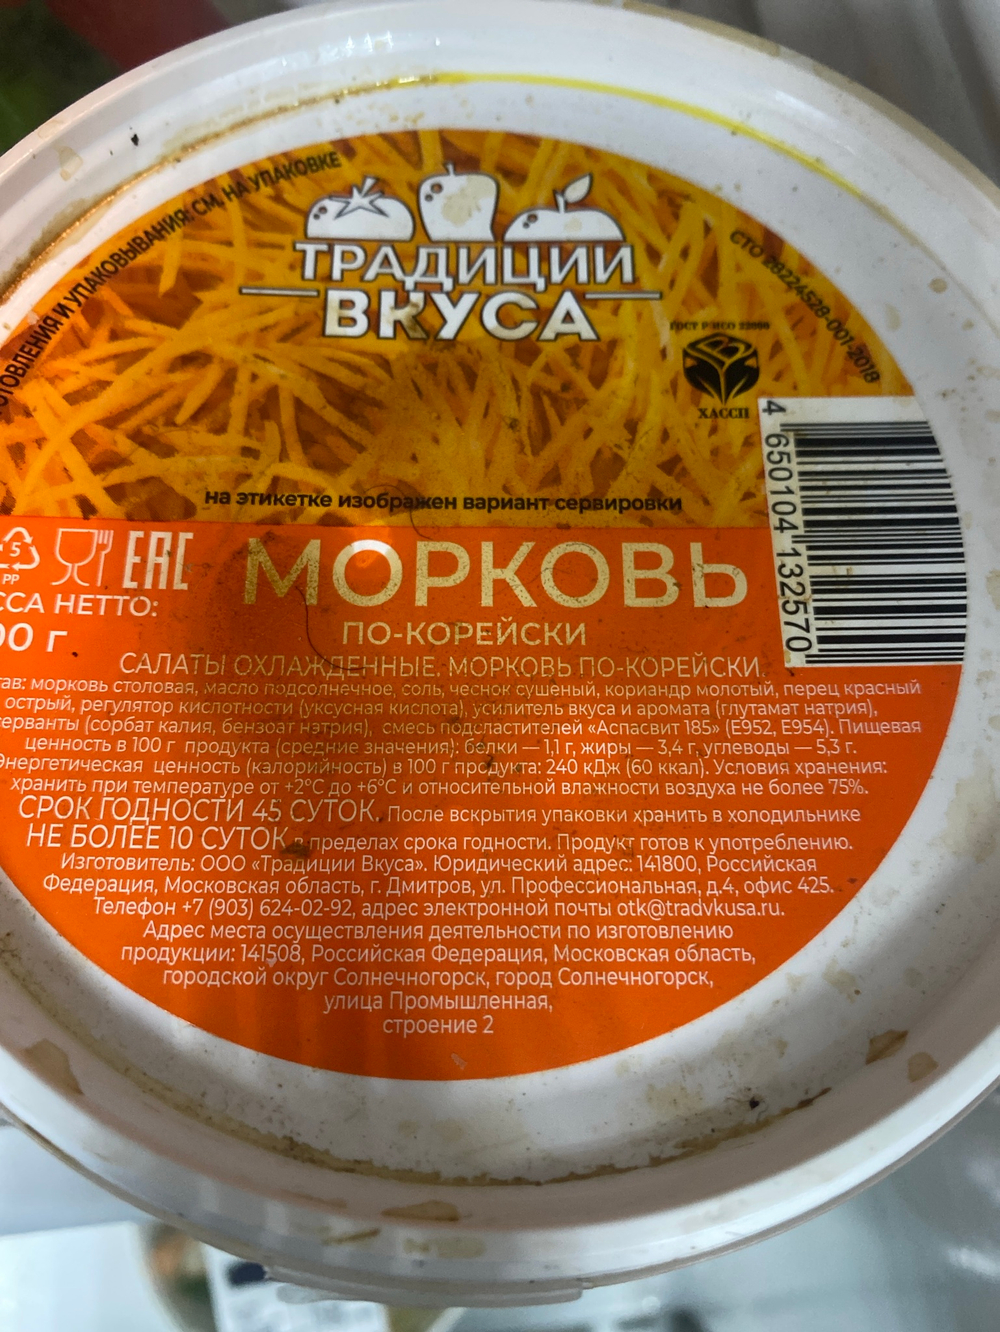 ОТОВЛЕНИЯ И УПАКОВЫВАНИЯ: СМ. НА УПАКОВКЕ
ТРАДИЦИИ
ВКУСА
СТО 78224528-001-2018
ГОСТ Р ИСО 22000
ХАССП
4 650104 132570
на этикетке изображен вариант сервировки
5
PP
EAC
ССА НЕТТО:
00 г
МОРКОВЬ
ПО-КОРЕЙСКИ
САЛАТЫ ОХЛАЖДЕННЫЕ. МОРКОВЬ ПО-КОРЕЙСКИ.
тав: морковь столовая, масло подсолнечное, соль, чеснок сушеный, кориандр молотый, перец красный
острый, регулятор кислотности (уксусная кислота), усилитель вкуса и аромата (глутамат натрия),
серванты (сорбат калия, бензоат натрия), смесь подсластителей «Аспасвит 185» (Е952, Е954). Пищевая
ценность в 100 г продукта (средние значения): белки — 1,1 г, жиры — 3,4 г, углеводы — 5,3 г.
Энергетическая ценность (калорийность) в 100 г продукта: 240 кДж (60 ккал). Условия хранения:
хранить при температуре от +2°С до +6°С и относительной влажности воздуха не более 75%.
СРОК ГОДНОСТИ 45 СУТОК. После вскрытия упаковки хранить в холодильнике
НЕ БОЛЕЕ 10 СУТОК в пределах срока годности. Продукт готов к употреблению.
Изготовитель: ООО «Традиции Вкуса». Юридический адрес: 141800, Российская
Федерация, Московская область, г. Дмитров, ул. Профессиональная, д.4, офис 425.
Телефон +7 (903) 624-02-92, адрес электронной почты otk@tradvkusa.ru.
Адрес места осуществления деятельности по изготовлению
продукции: 141508, Российская Федерация, Московская область,
городской округ Солнечногорск, город Солнечногорск,
улица Промышленная,
строение 2